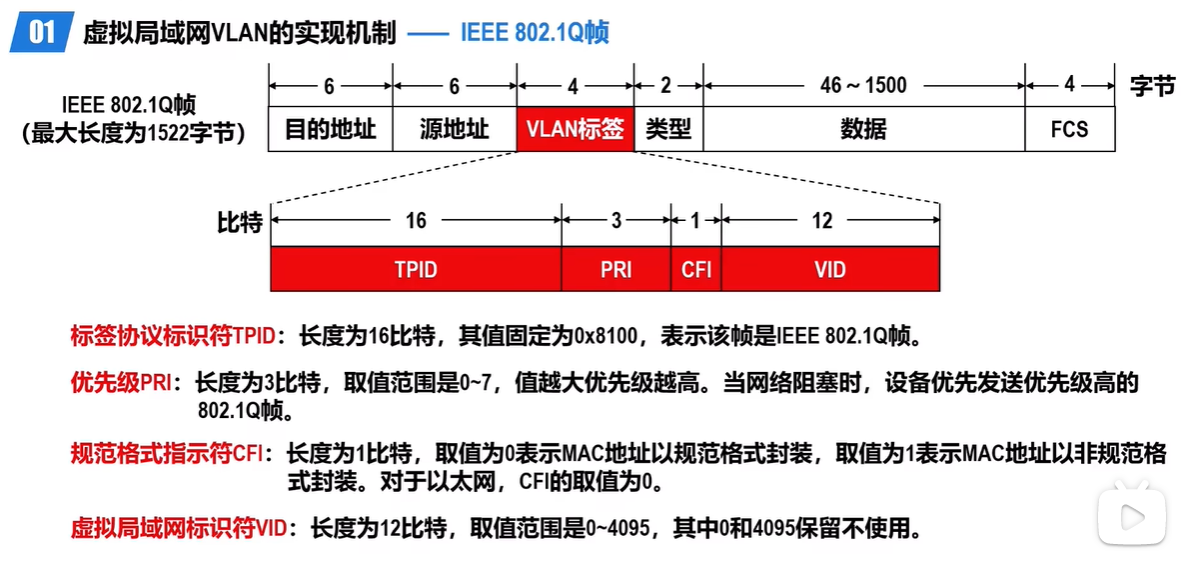 01 虚拟局域网VLAN的实现机制 —— IEEE 802.1Q帧
6 6 4 2 46~1500 4 字节
IEEE 802.1Q帧
(最大长度为1522字节)
目的地址 源地址 VLAN标签 类型 数据 FCS
比特 16 3 1 12
TPID PRI CFI VID
标签协议标识符TPID：长度为16比特，其值固定为0x8100，表示该帧是IEEE 802.1Q帧。
优先级PRI：长度为3比特，取值范围是0~7，值越大优先级越高。当网络阻塞时，设备优先发送优先级高的
802.1Q帧。
规范格式指示符CFI：长度为1比特，取值为0表示MAC地址以规范格式封装，取值为1表示MAC地址以非规范格
式封装。对于以太网，CFI的取值为0。
虚拟局域网标识符VID：长度为12比特，取值范围是0~4095，其中0和4095保留不使用。